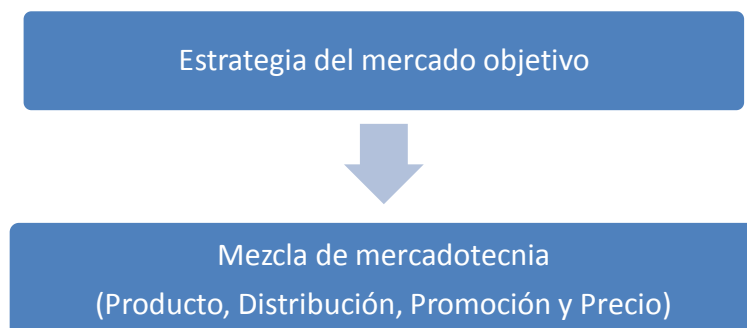 Estrategia del mercado objetivo
Mezcla de mercadotecnia
(Producto, Distribución, Promoción y Precio)